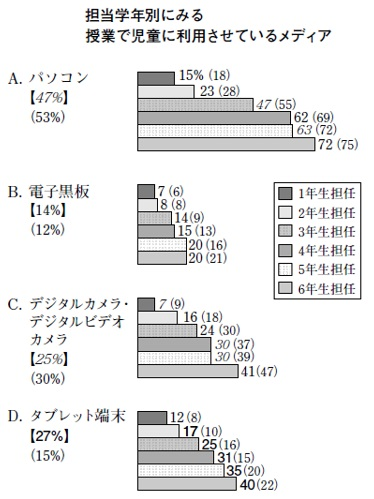 担当学年別にみる
授業で児童に利用させているメディア
A. パソコン
【47%】
(53%)
15% (18)
23 (28)
47 (55)
62 (69)
63 (72)
72 (75)
B. 電子黒板
【14%】
(12%)
7 (6)
8 (8)
14 (9)
15 (13)
20 (16)
20 (21)
1年生担任
2年生担任
3年生担任
4年生担任
5年生担任
6年生担任
C. デジタルカメラ・
デジタルビデオ
カメラ
【25%】
(30%)
7 (9)
16 (18)
24 (30)
30 (37)
30 (39)
41 (47)
D. タブレット端末
【27%】
(15%)
12 (8)
17 (10)
25 (16)
31 (15)
35 (20)
40 (22)